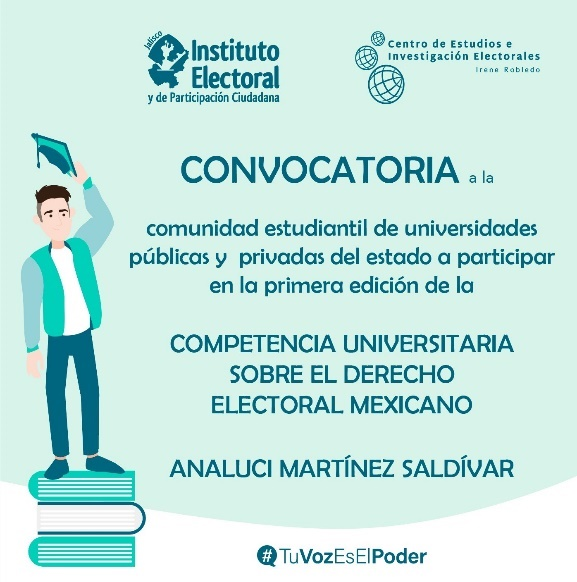 Jalisco
Instituto
Electoral
y de Participación Ciudadana
Centro de Estudios e
Investigación Electorales
Irene Robledo
CONVOCATORIA a la
comunidad estudiantil de universidades
públicas y privadas del estado a participar
en la primera edición de la
COMPETENCIA UNIVERSITARIA
SOBRE EL DERECHO
ELECTORAL MEXICANO
ANALUCI MARTÍNEZ SALDÍVAR
#TuVozEsElPoder